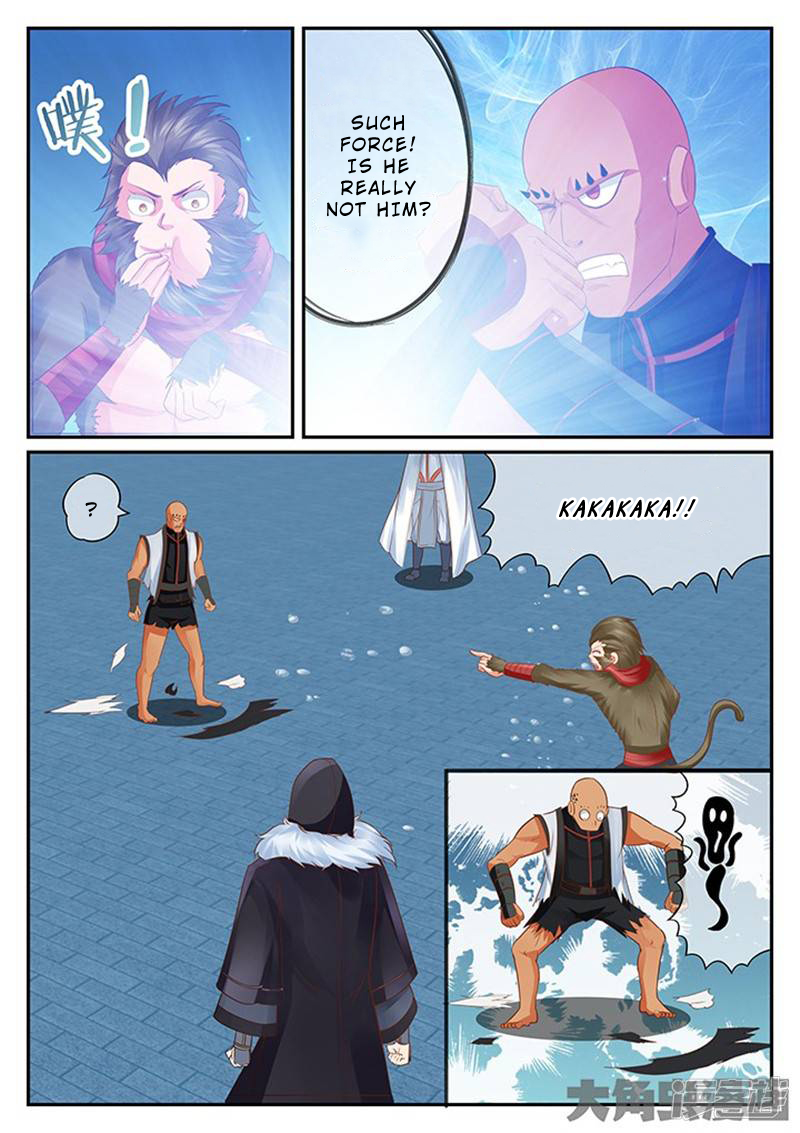 噗！
SUCH
FORCE!
IS HE
REALLY
NOT HIM?
?
KAKAKAKA!!
大角虫漫画